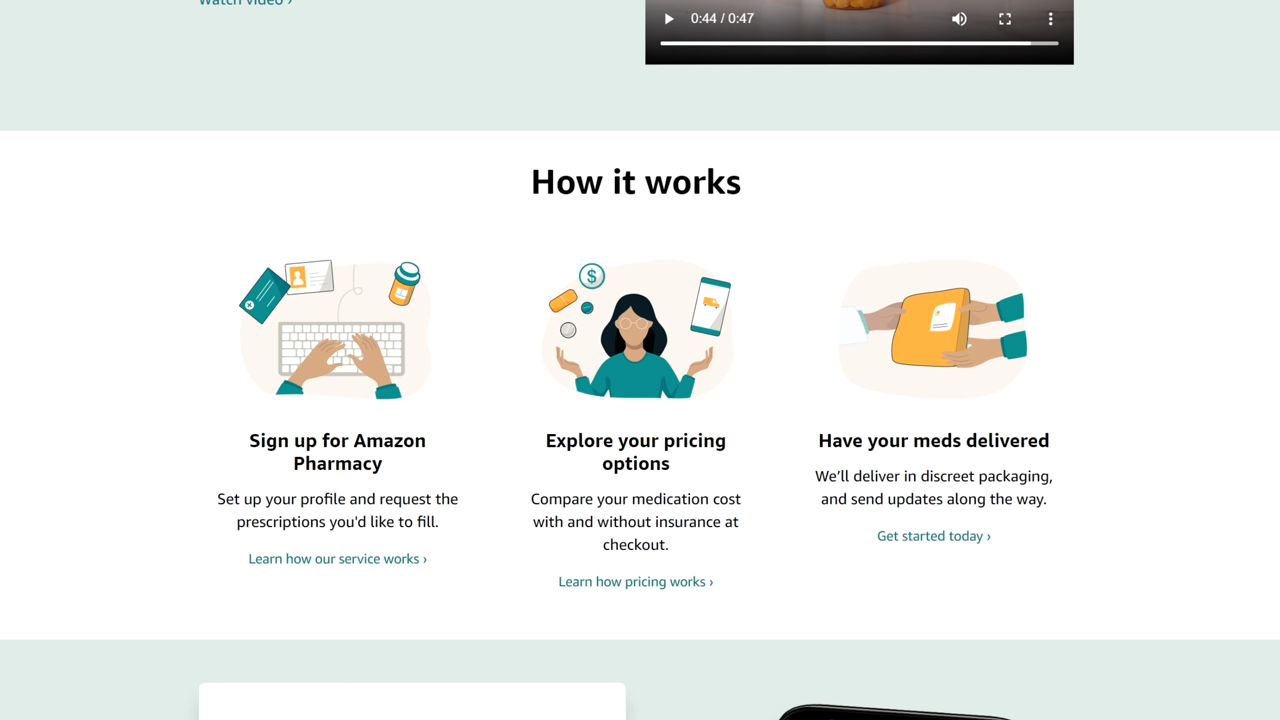 Watch video ›
0:44 / 0:47
How it works
$
Sign up for Amazon
Pharmacy
Set up your profile and request the
prescriptions you'd like to fill.
Learn how our service works ›
Explore your pricing
options
Compare your medication cost
with and without insurance at
checkout.
Learn how pricing works ›
Have your meds delivered
We’ll deliver in discreet packaging,
and send updates along the way.
Get started today ›